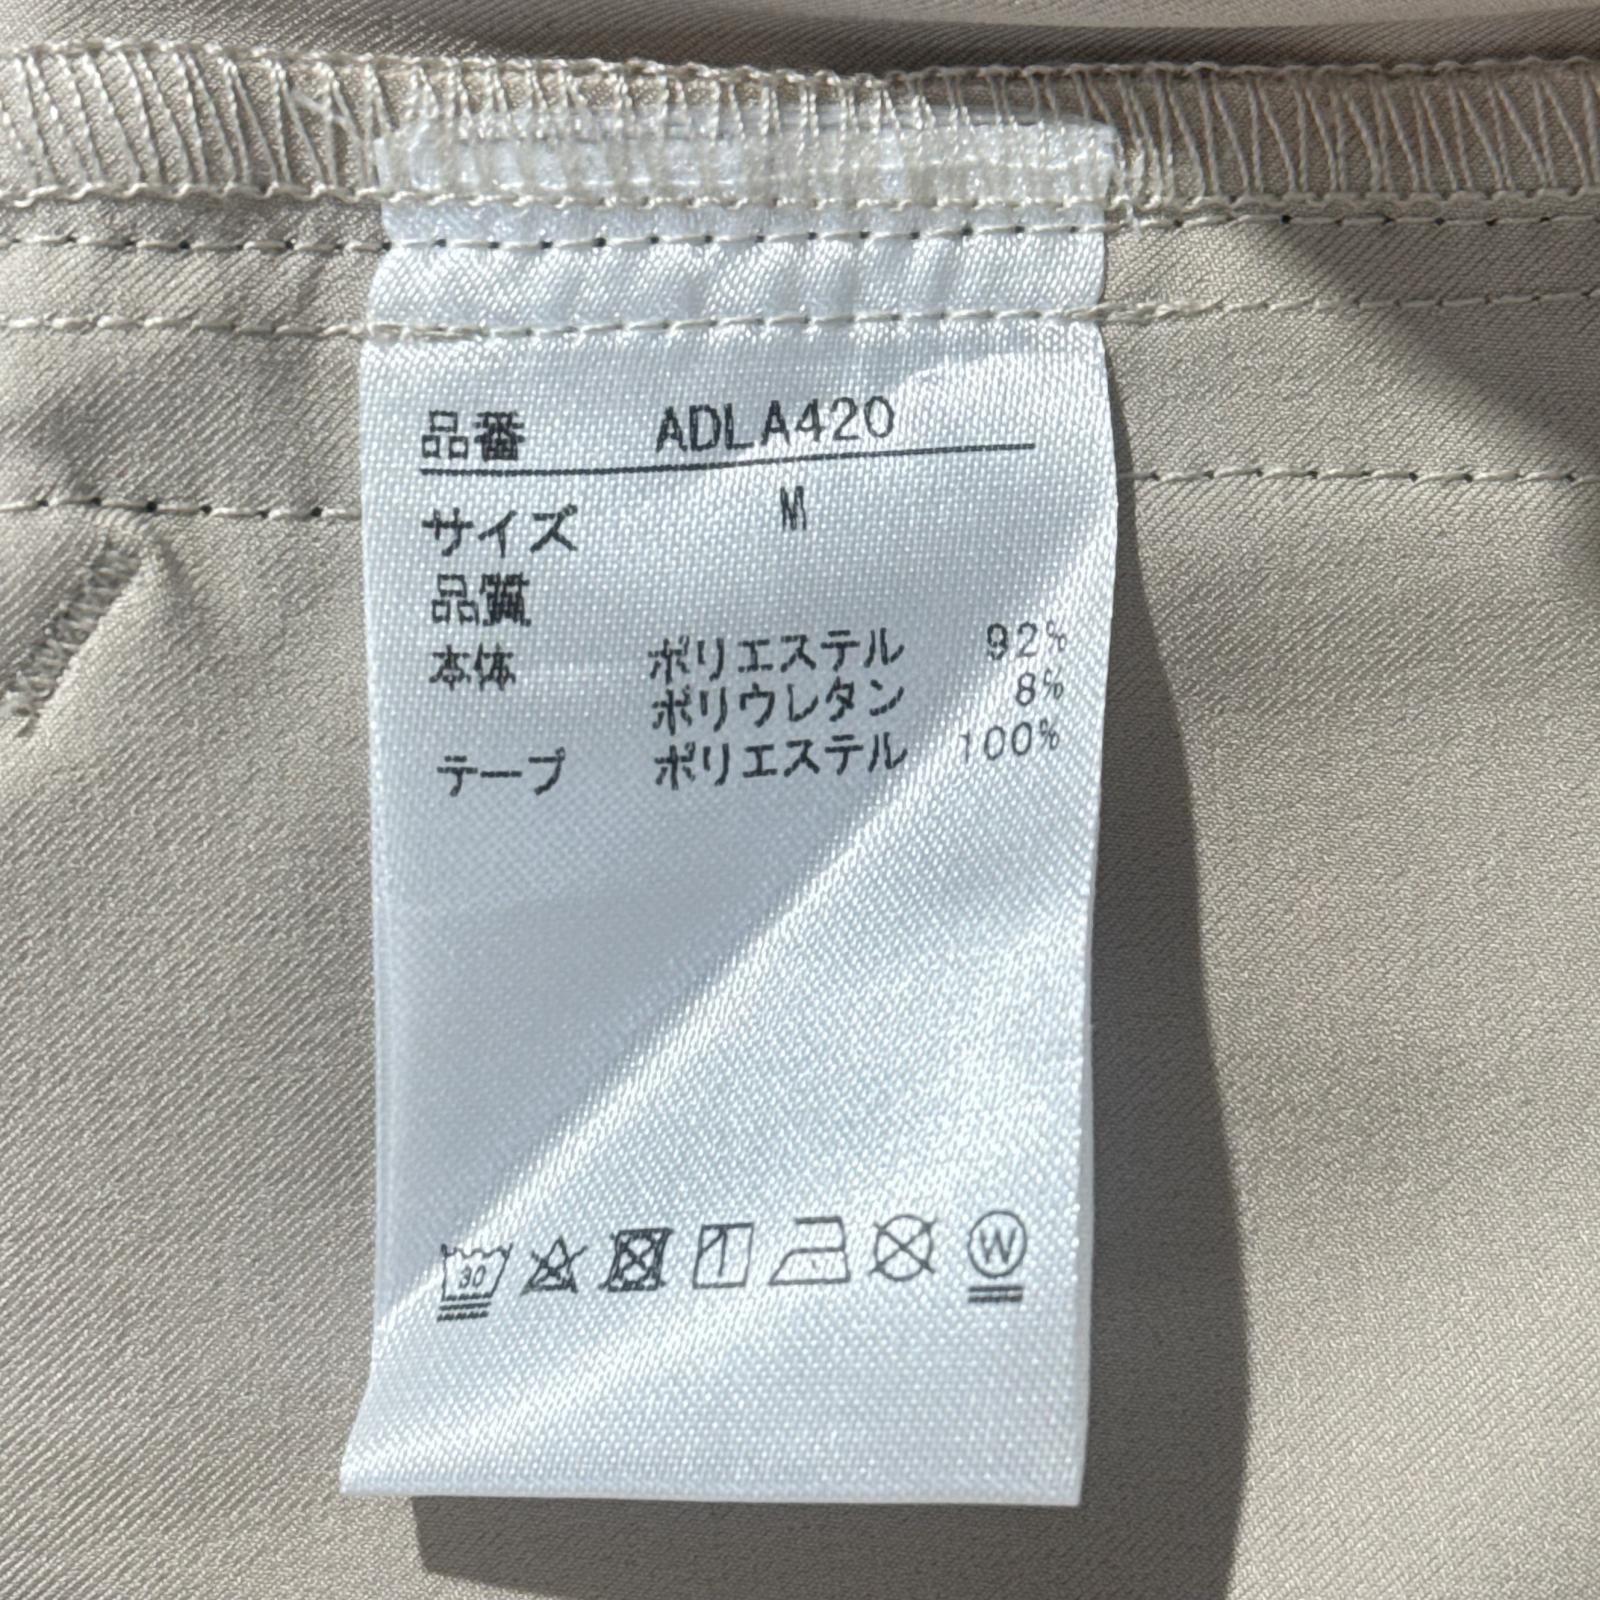 品番 ADLA420
サイズ M
品質
本体 ポリエステル 92%
ポリウレタン 8%
テープ ポリエステル 100%
30 W